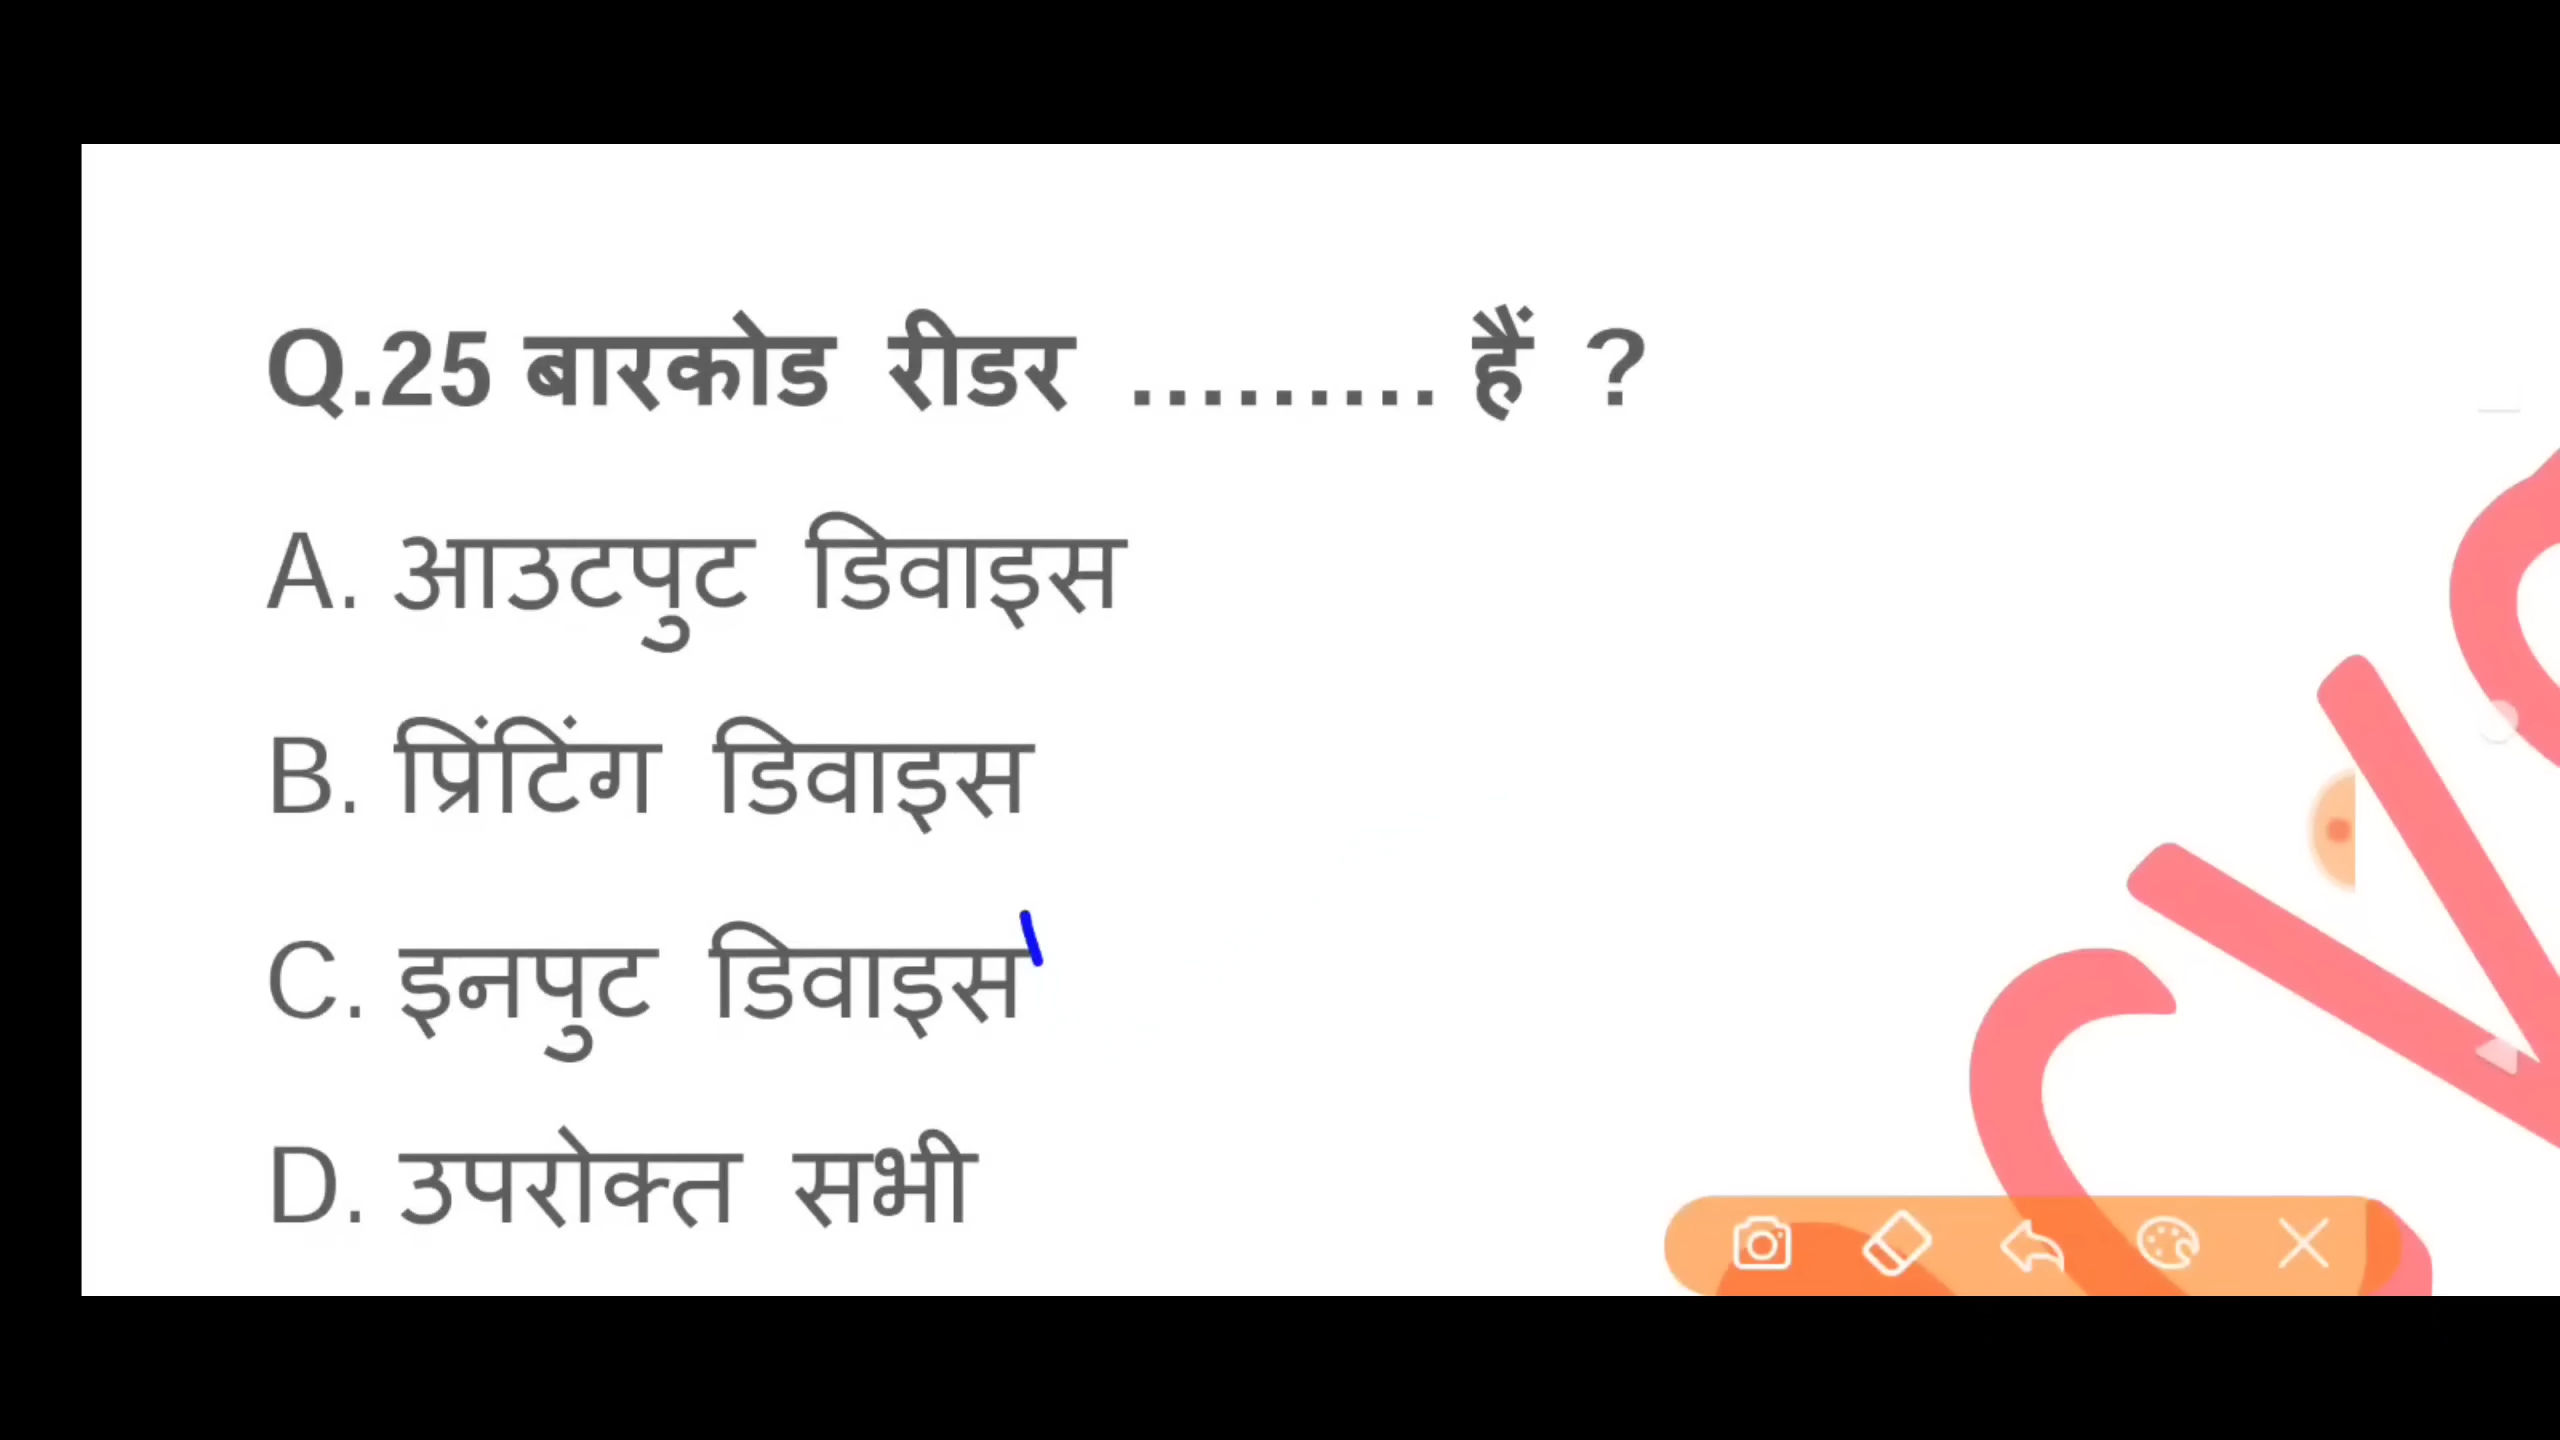 Q.25 बारकोड रीडर ......... हैं ?
A. आउटपुट डिवाइस
B. प्रिंटिंग डिवाइस
C. इनपुट डिवाइस
D. उपरोक्त सभी